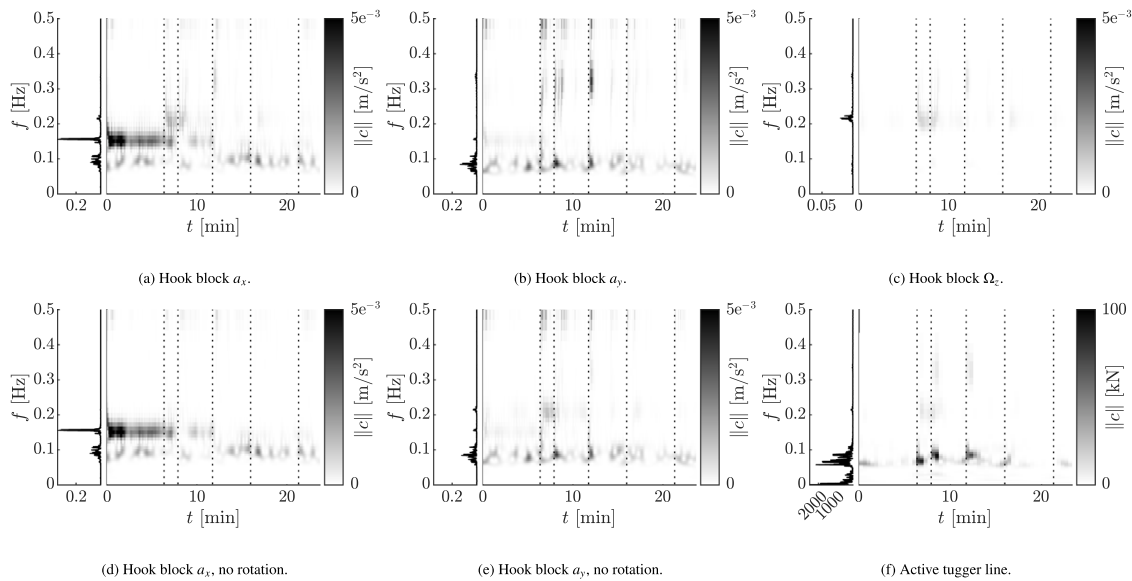 0.5
0.4
0.3
0.2
0.1
0
f [Hz]
0.2
0 10 20
t [min]
5e⁻³
0
||c|| [m/s²]
(a) Hook block aₓ.
0.5
0.4
0.3
0.2
0.1
0
f [Hz]
0.2
0 10 20
t [min]
5e⁻³
0
||c|| [m/s²]
(b) Hook block a_y.
0.5
0.4
0.3
0.2
0.1
0
f [Hz]
0.05
0 10 20
t [min]
5e⁻³
0
||c|| [m/s²]
(c) Hook block Ω_z.
0.5
0.4
0.3
0.2
0.1
0
f [Hz]
0.2
0 10 20
t [min]
5e⁻³
0
||c|| [m/s²]
(d) Hook block aₓ, no rotation.
0.5
0.4
0.3
0.2
0.1
0
f [Hz]
0.2
0 10 20
t [min]
5e⁻³
0
||c|| [m/s²]
(e) Hook block a_y, no rotation.
0.5
0.4
0.3
0.2
0.1
0
f [Hz]
2000
1000
0 10 20
t [min]
100
0
||c|| [kN]
(f) Active tugger line.